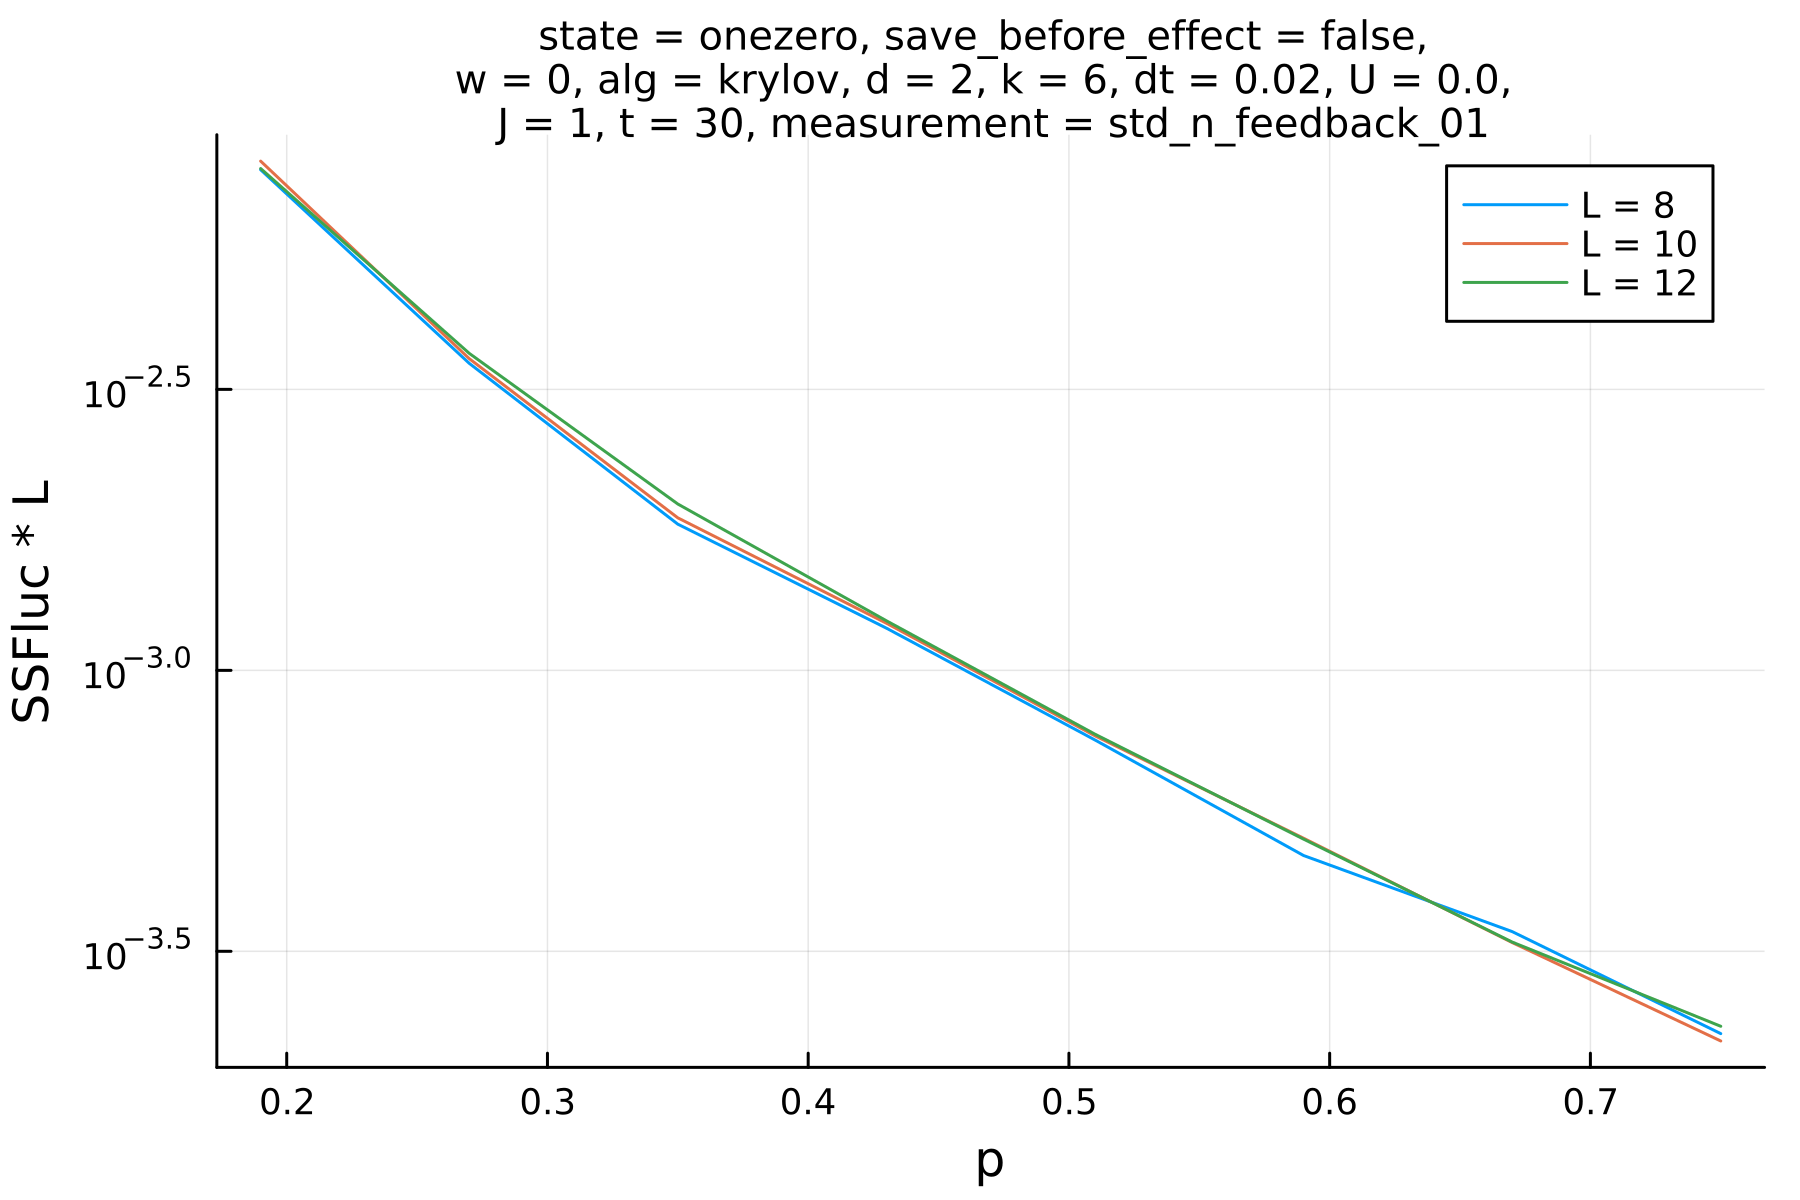 state = onezero, save_before_effect = false,
w = 0, alg = krylov, d = 2, k = 6, dt = 0.02, U = 0.0,
J = 1, t = 30, measurement = std_n_feedback_01
L = 8
L = 10
L = 12
10^−2.5
10^−3.0
10^−3.5
SSFluc * L
0.2 0.3 0.4 0.5 0.6 0.7
p